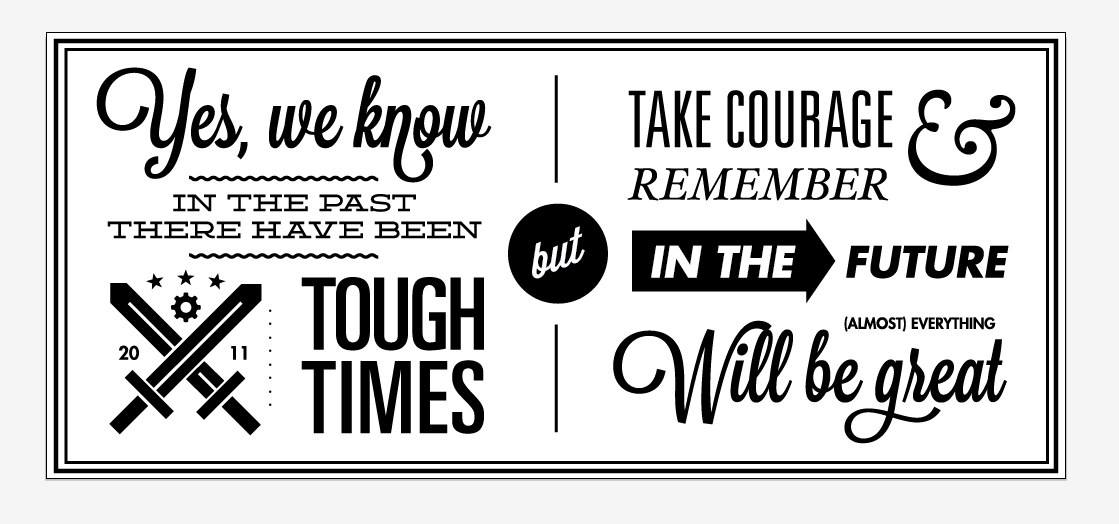 Yes, we know
IN THE PAST
THERE HAVE BEEN
20 11
TOUGH
TIMES
but
TAKE COURAGE &
REMEMBER
IN THE FUTURE
(ALMOST) EVERYTHING
Will be great